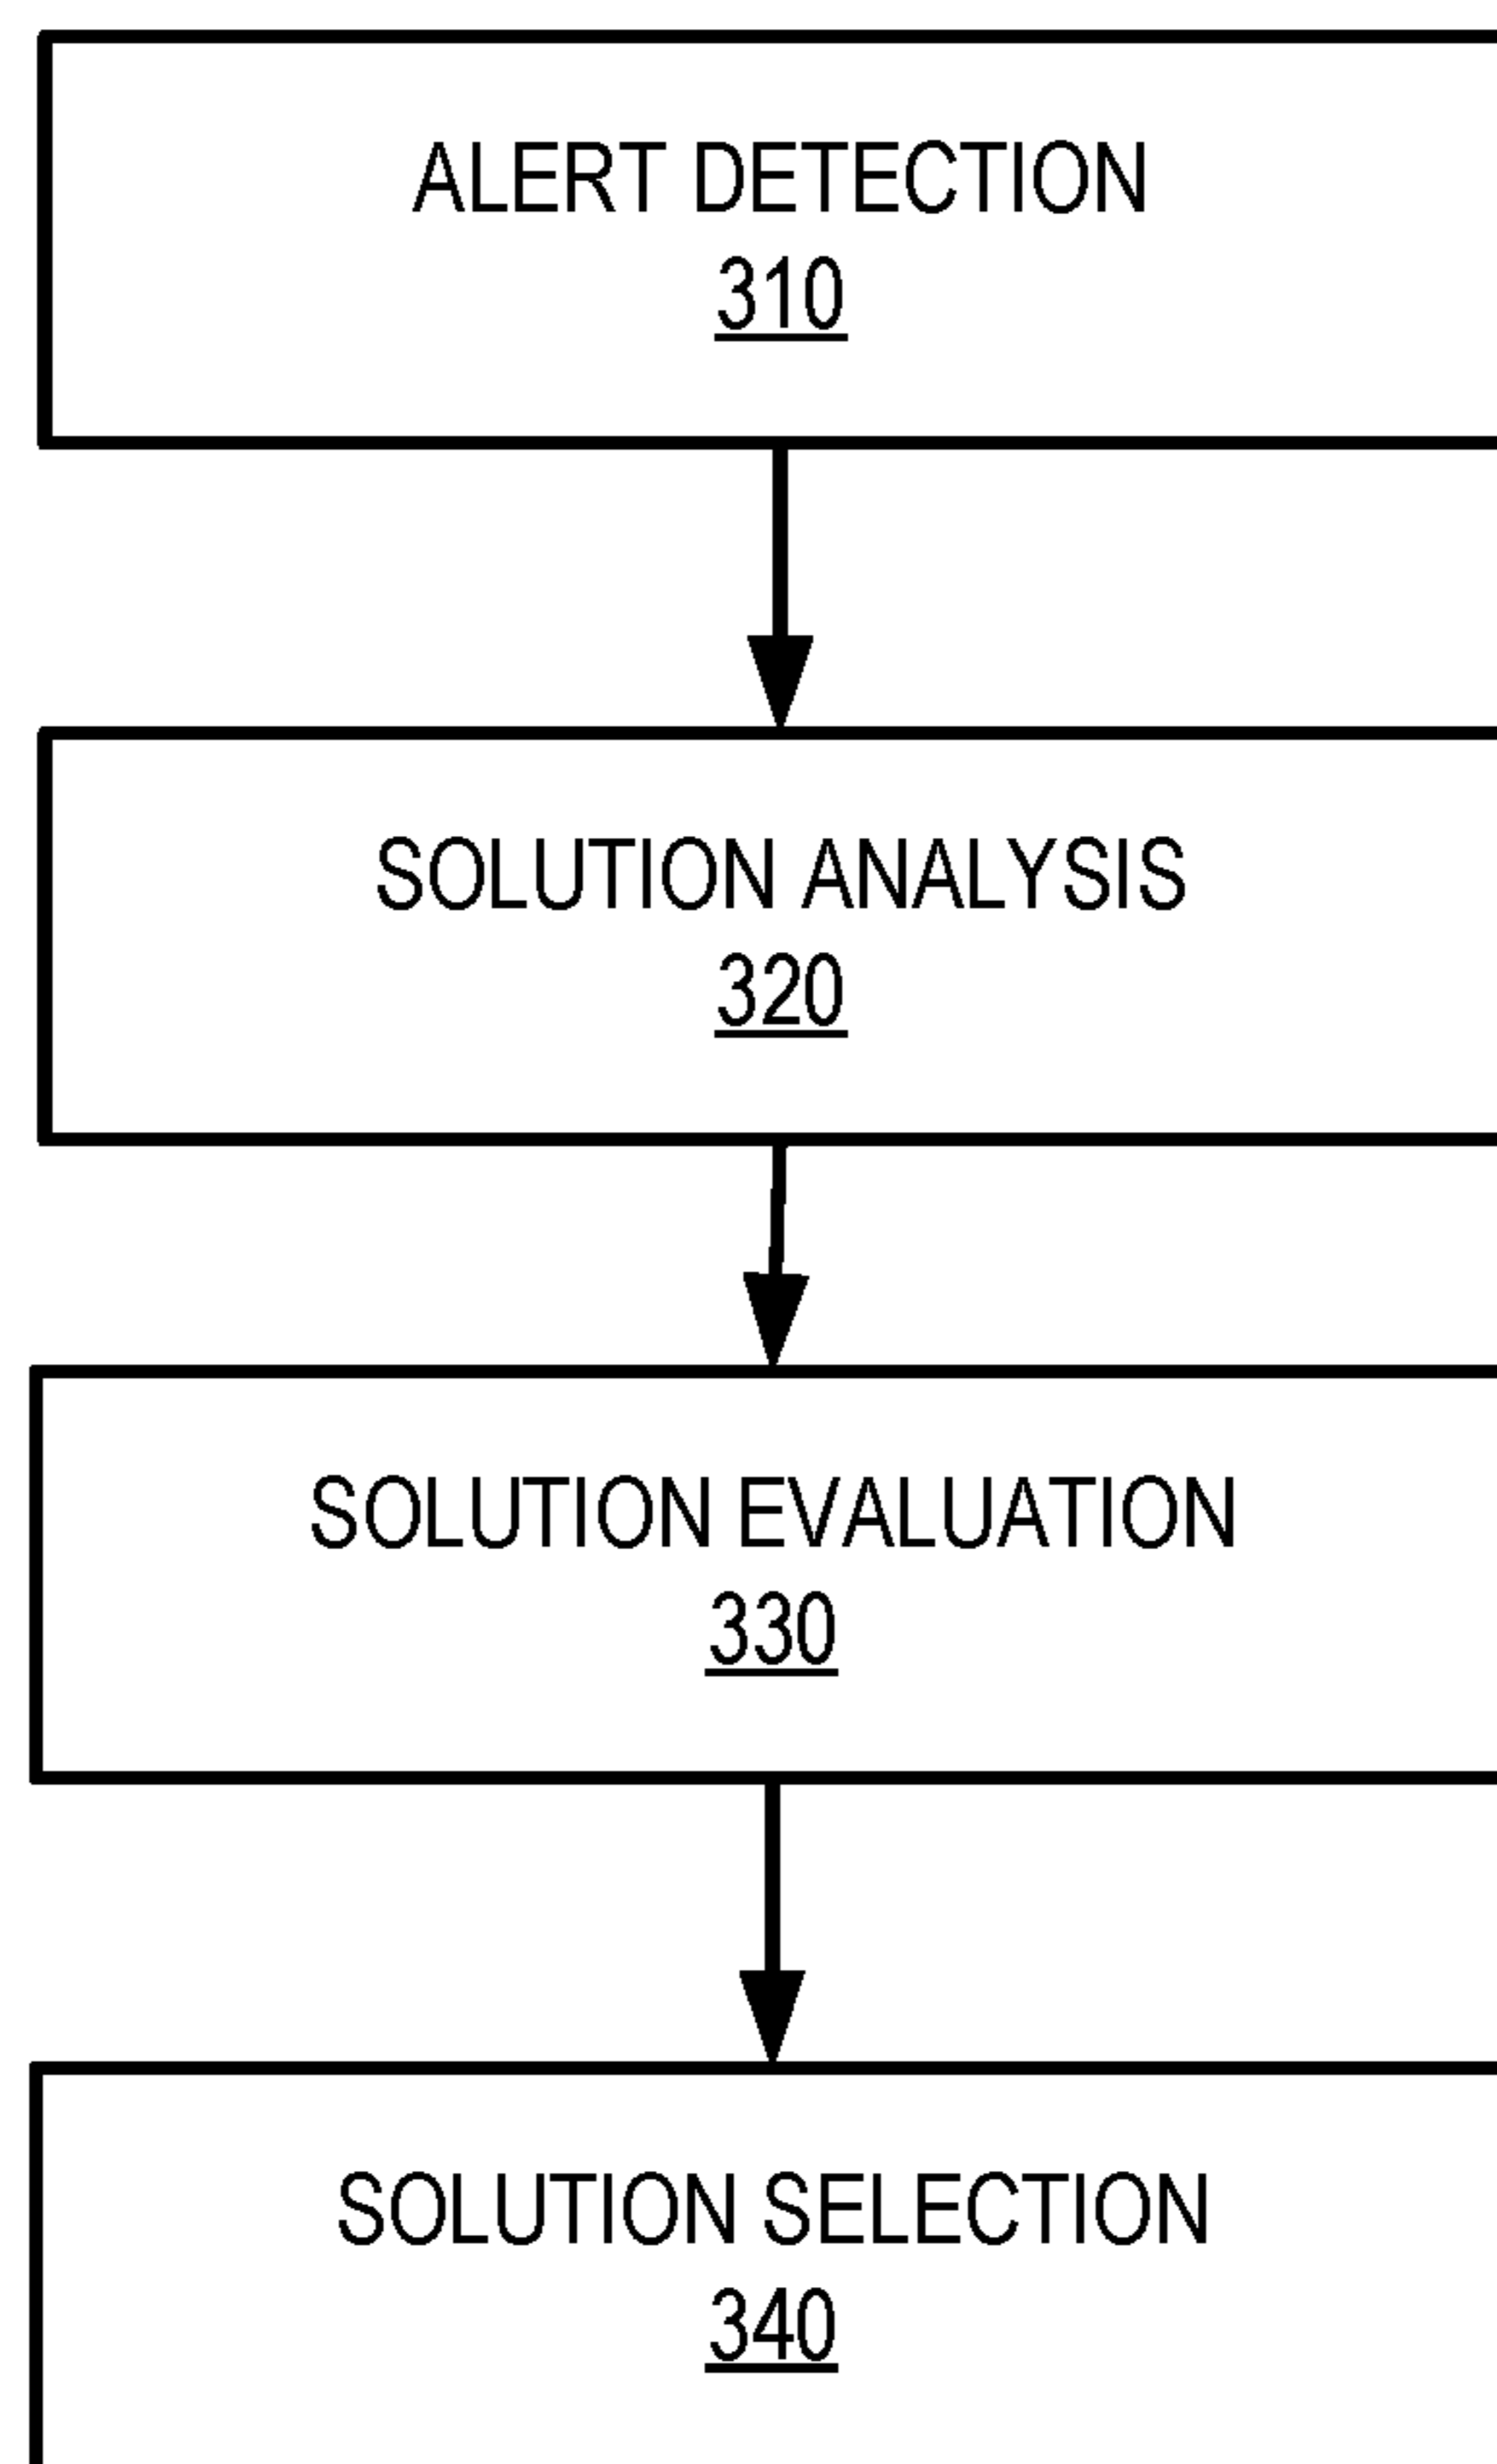 ALERT DETECTION
310
SOLUTION ANALYSIS
320
SOLUTION EVALUATION
330
SOLUTION SELECTION
340